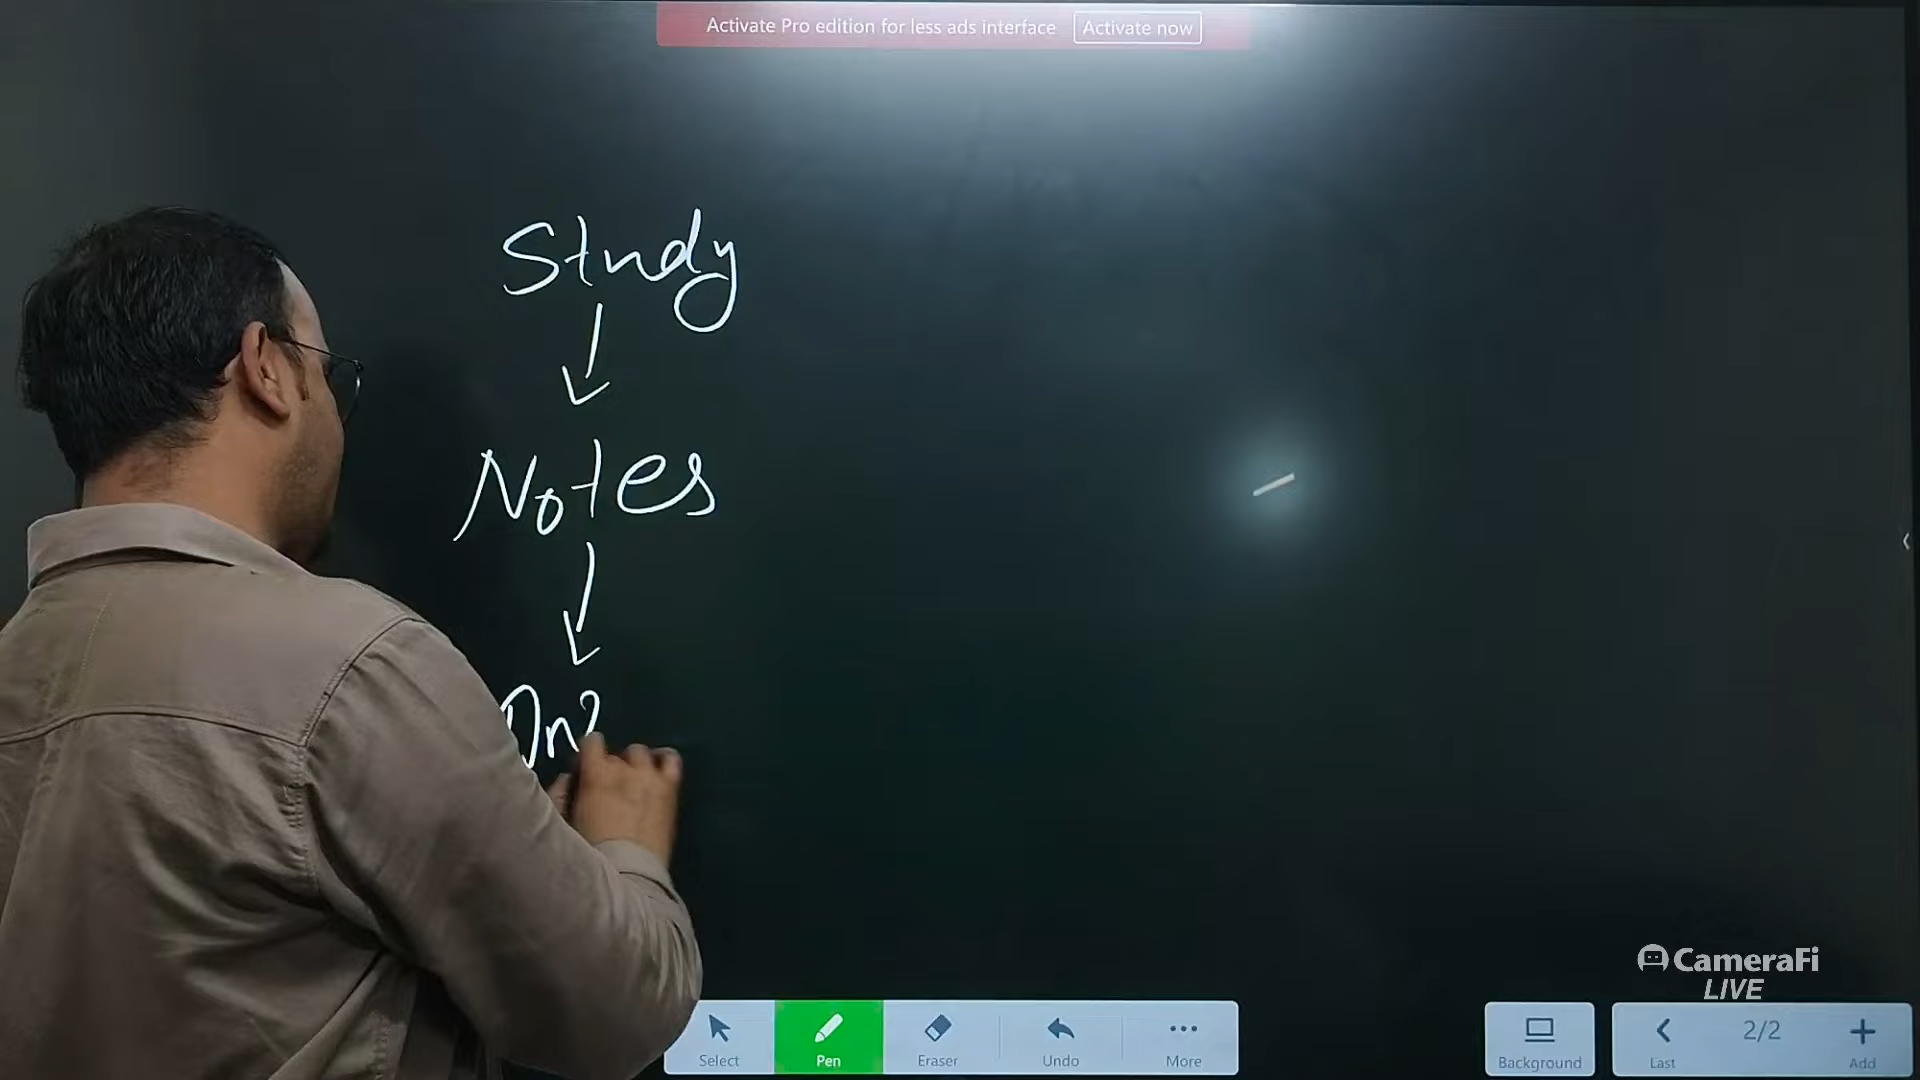 Activate Pro edition for less ads interface Activate now
Study
Notes
CameraFi
LIVE
Select Pen Eraser Undo More Background Last 2/2 Add